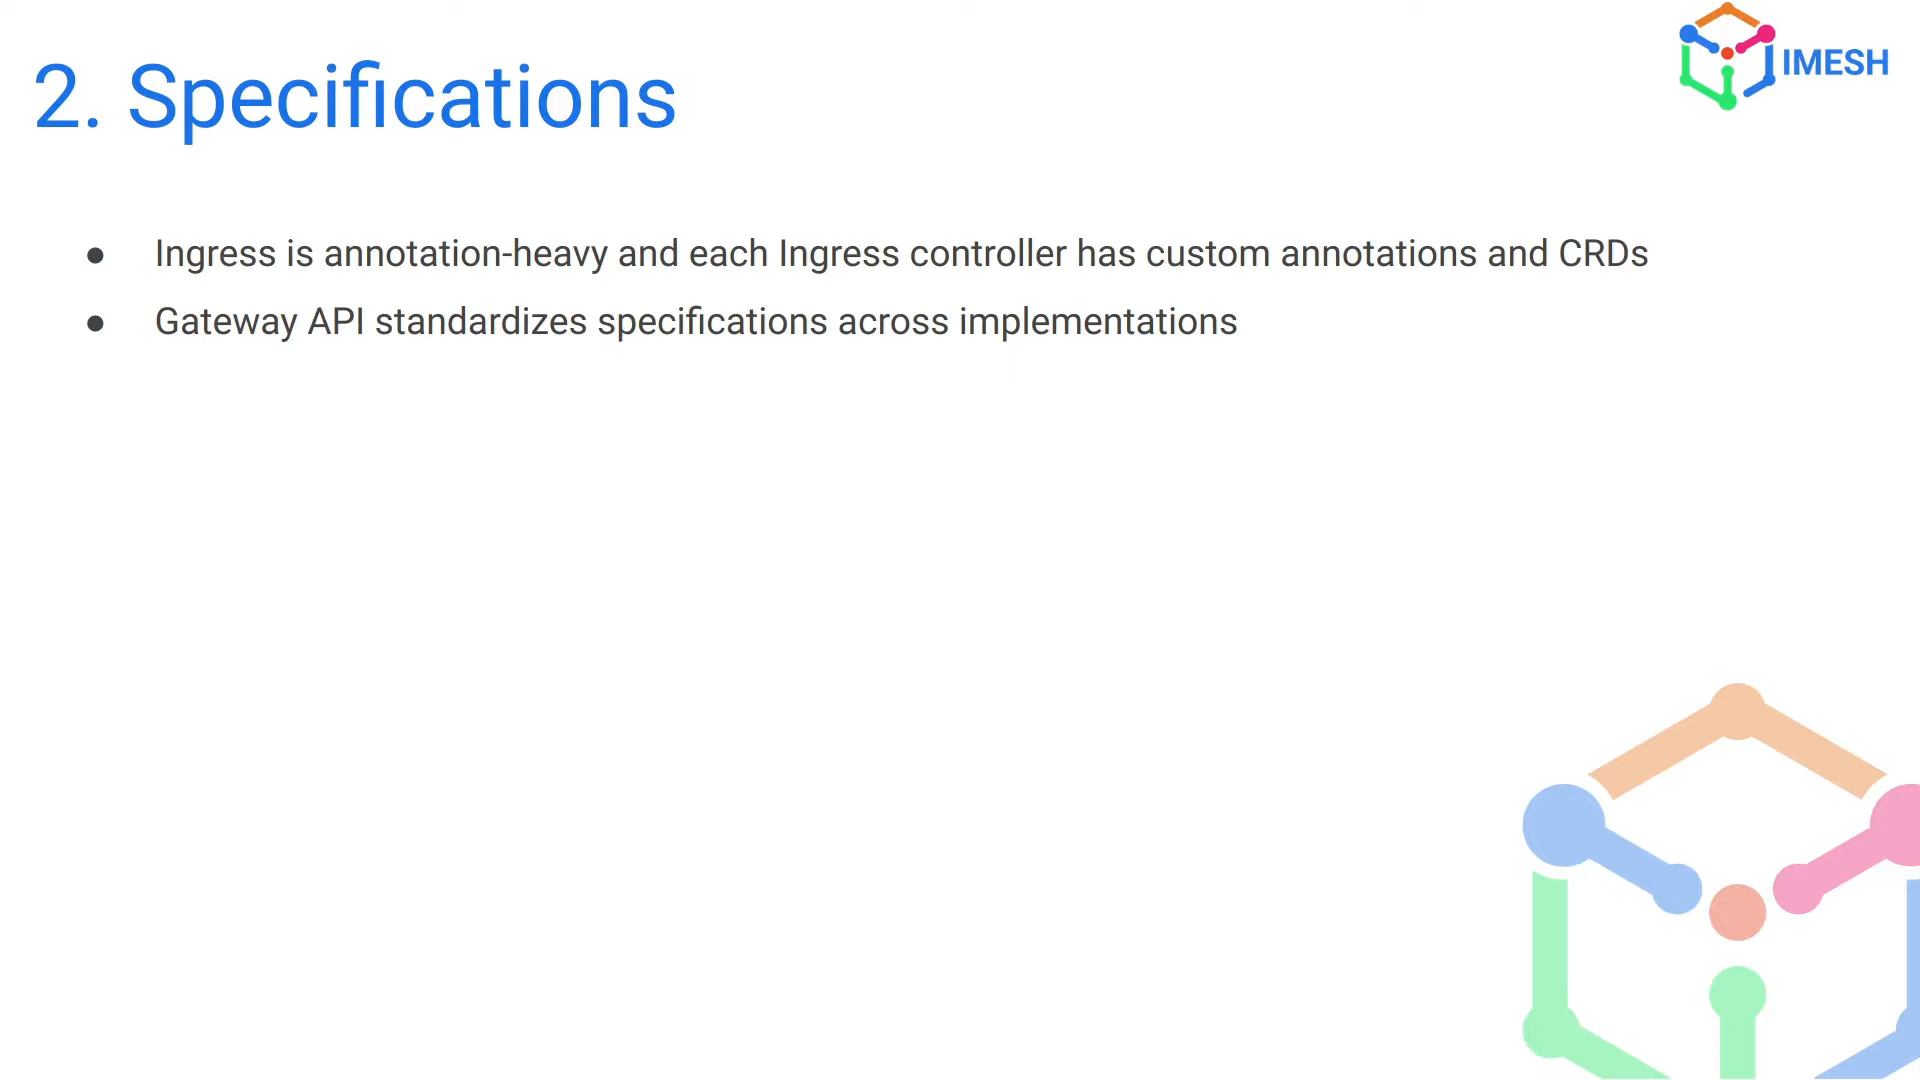 IMESH
2. Specifications
● Ingress is annotation-heavy and each Ingress controller has custom annotations and CRDs
● Gateway API standardizes specifications across implementations